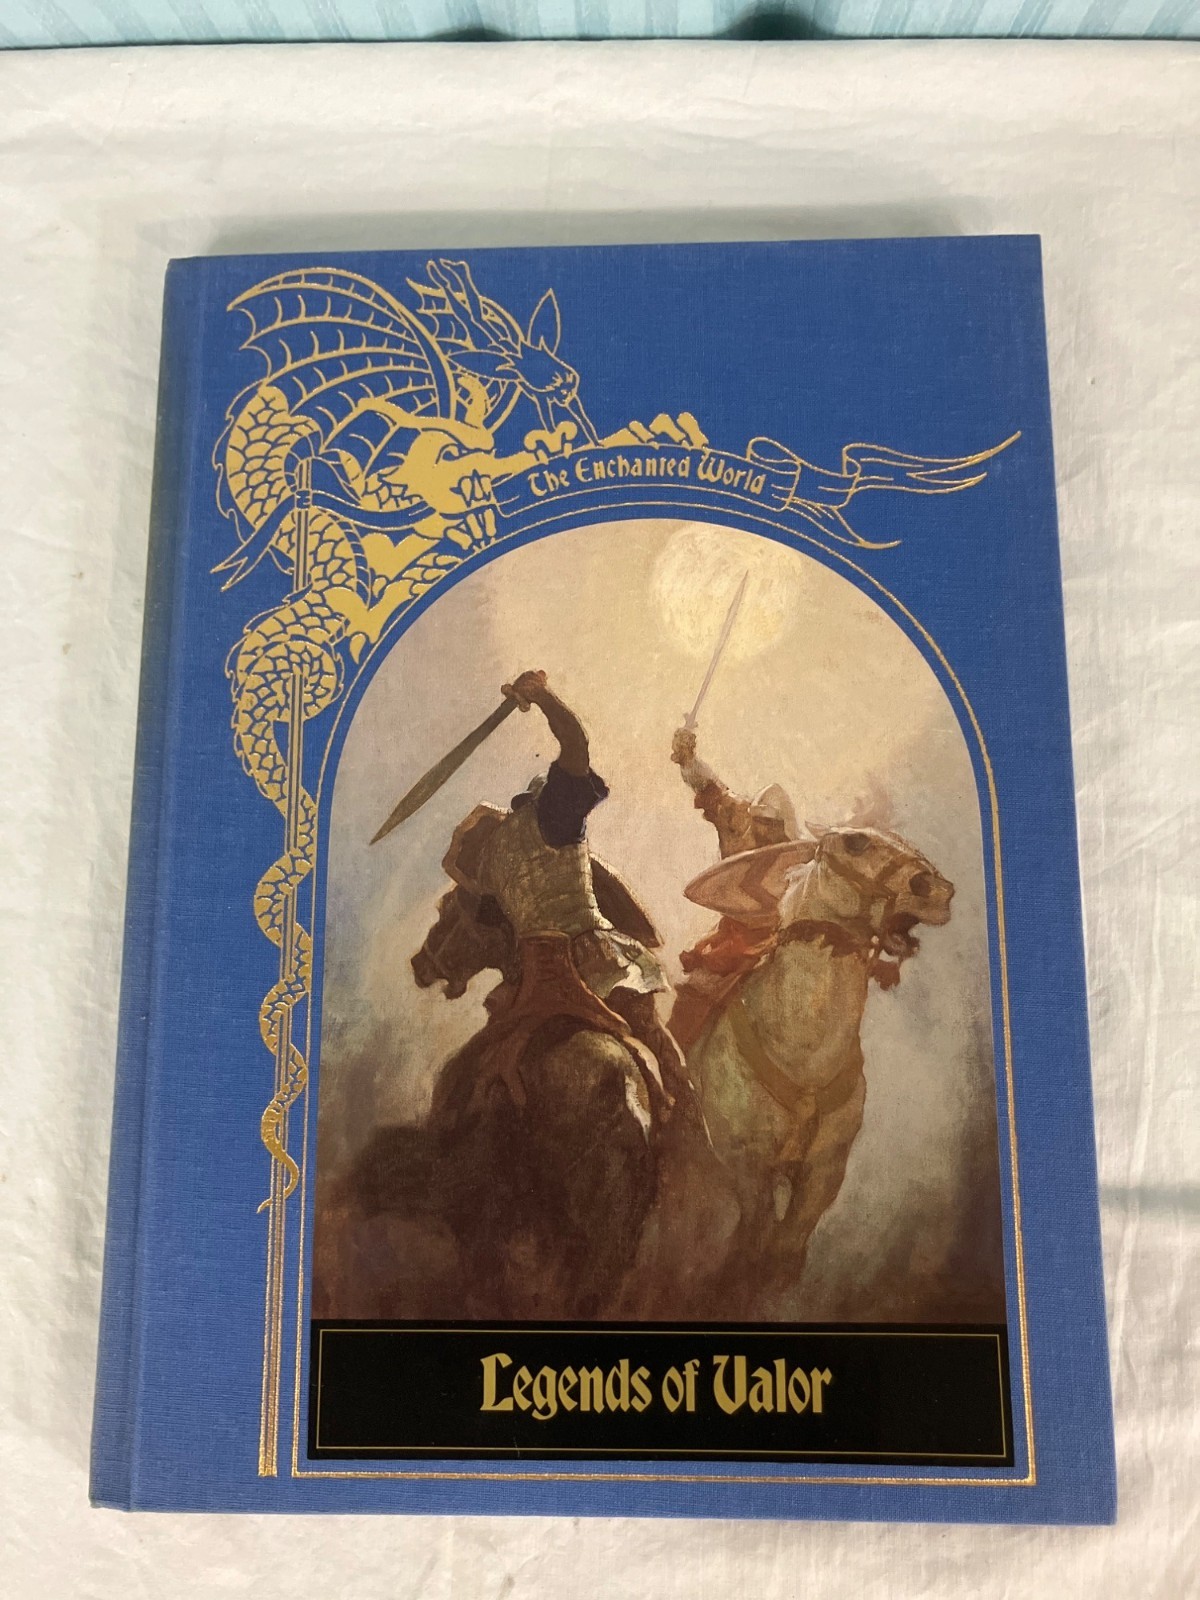 The Enchanted World
Legends of Valor